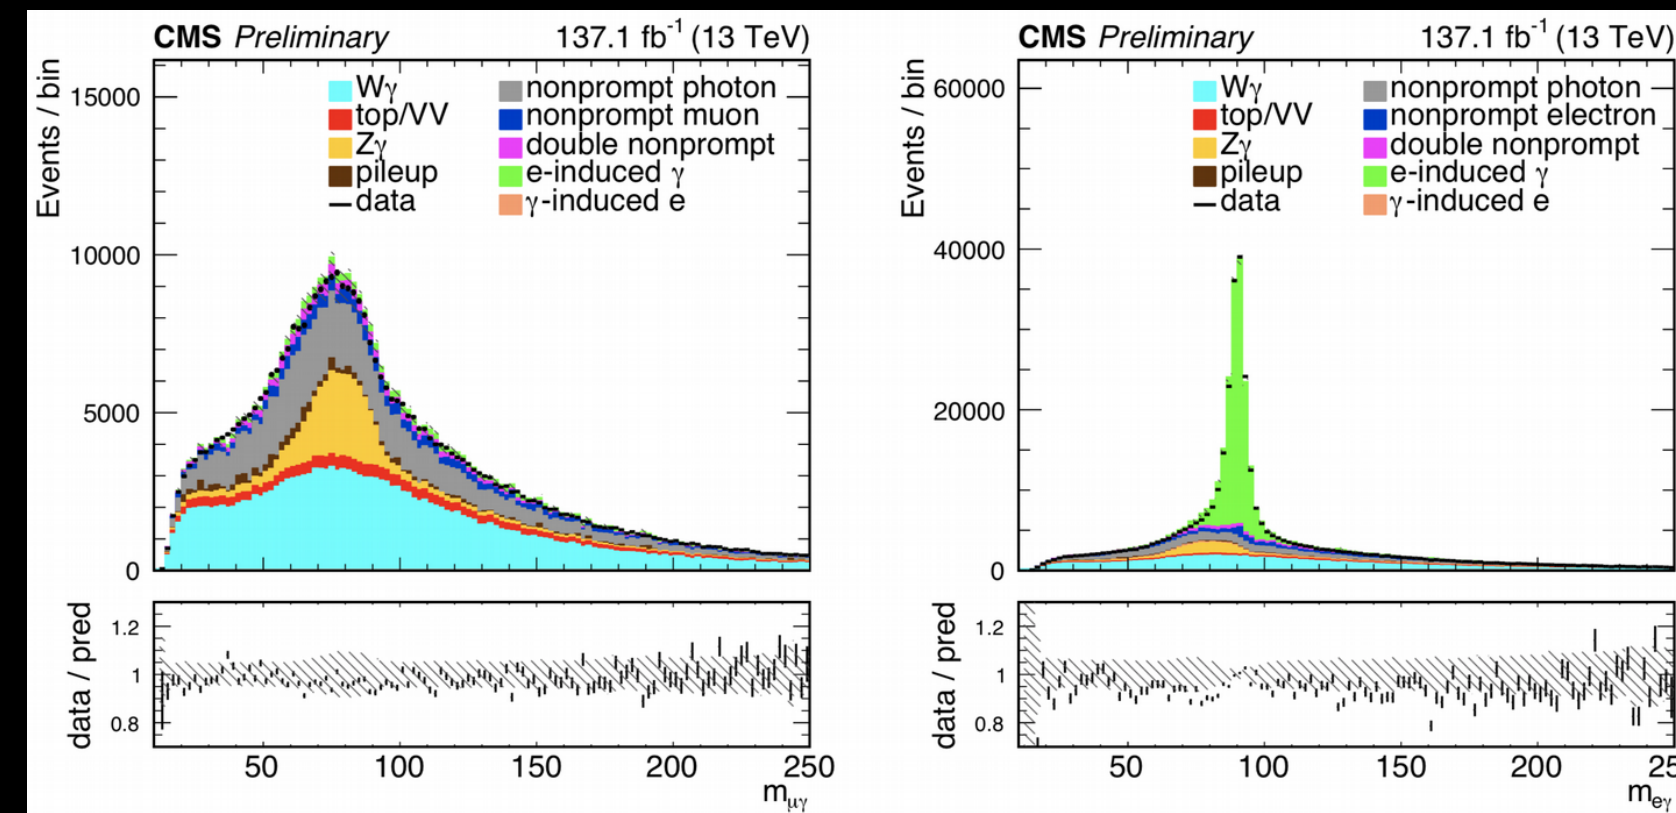 CMS Preliminary 137.1 fb⁻¹ (13 TeV)
Events / bin
15000
10000
5000
0
Wγ
top/VV
Zγ
pileup
data
nonprompt photon
nonprompt muon
double nonprompt
e-induced γ
γ-induced e
data / pred
1.2
1
0.8
50 100 150 200 250
m_μγ
CMS Preliminary 137.1 fb⁻¹ (13 TeV)
Events / bin
60000
40000
20000
0
Wγ
top/VV
Zγ
pileup
data
nonprompt photon
nonprompt electron
double nonprompt
e-induced γ
γ-induced e
data / pred
1.2
1
0.8
50 100 150 200 25
m_eγ